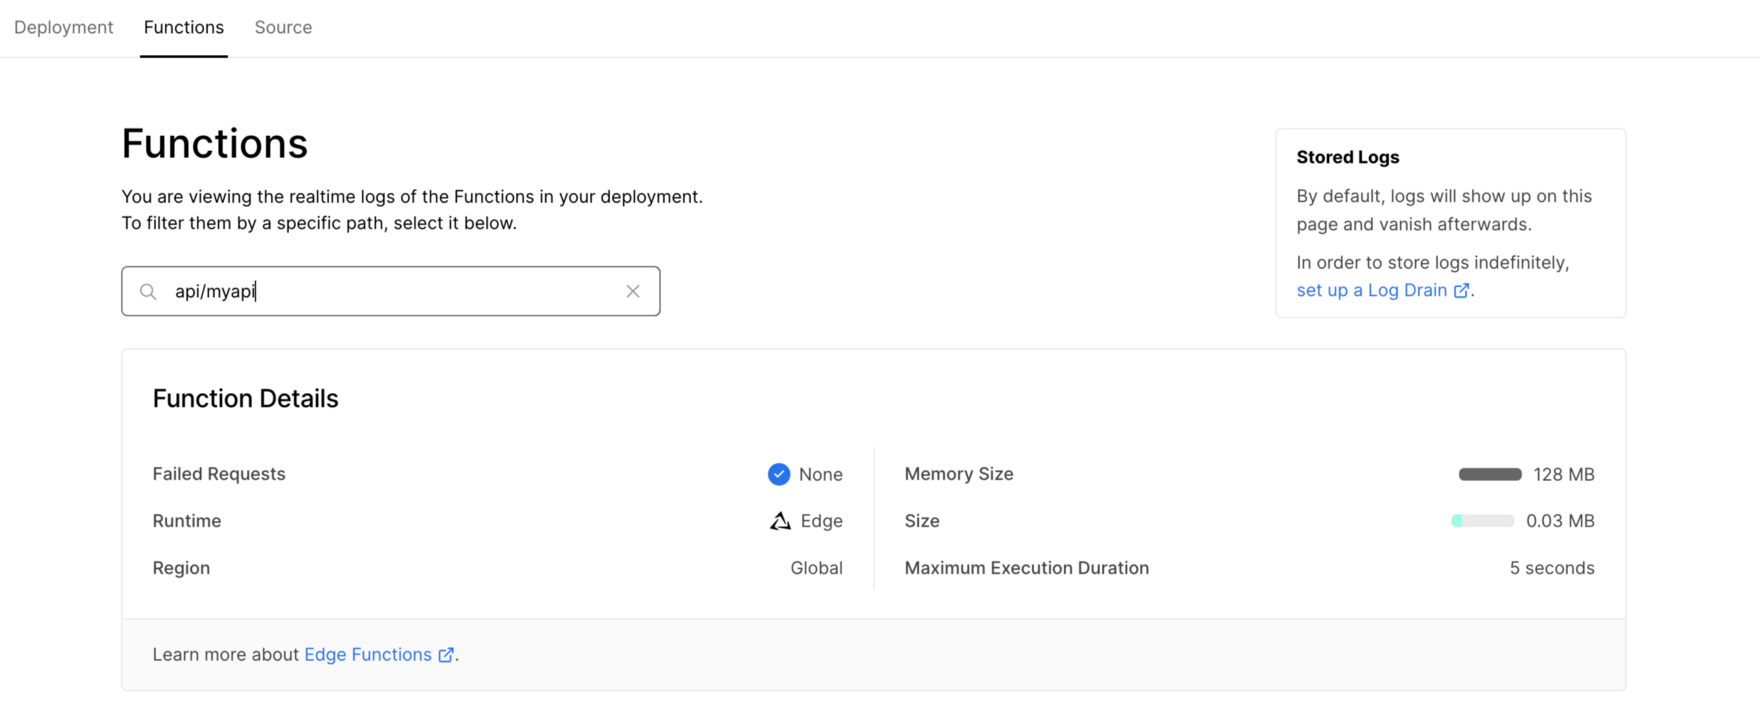 Deployment Functions Source
Functions
You are viewing the realtime logs of the Functions in your deployment.
To filter them by a specific path, select it below.
api/myapi
Stored Logs
By default, logs will show up on this
page and vanish afterwards.
In order to store logs indefinitely,
set up a Log Drain.
Function Details
Failed Requests None
Runtime Edge
Region Global
Memory Size 128 MB
Size 0.03 MB
Maximum Execution Duration 5 seconds
Learn more about Edge Functions.